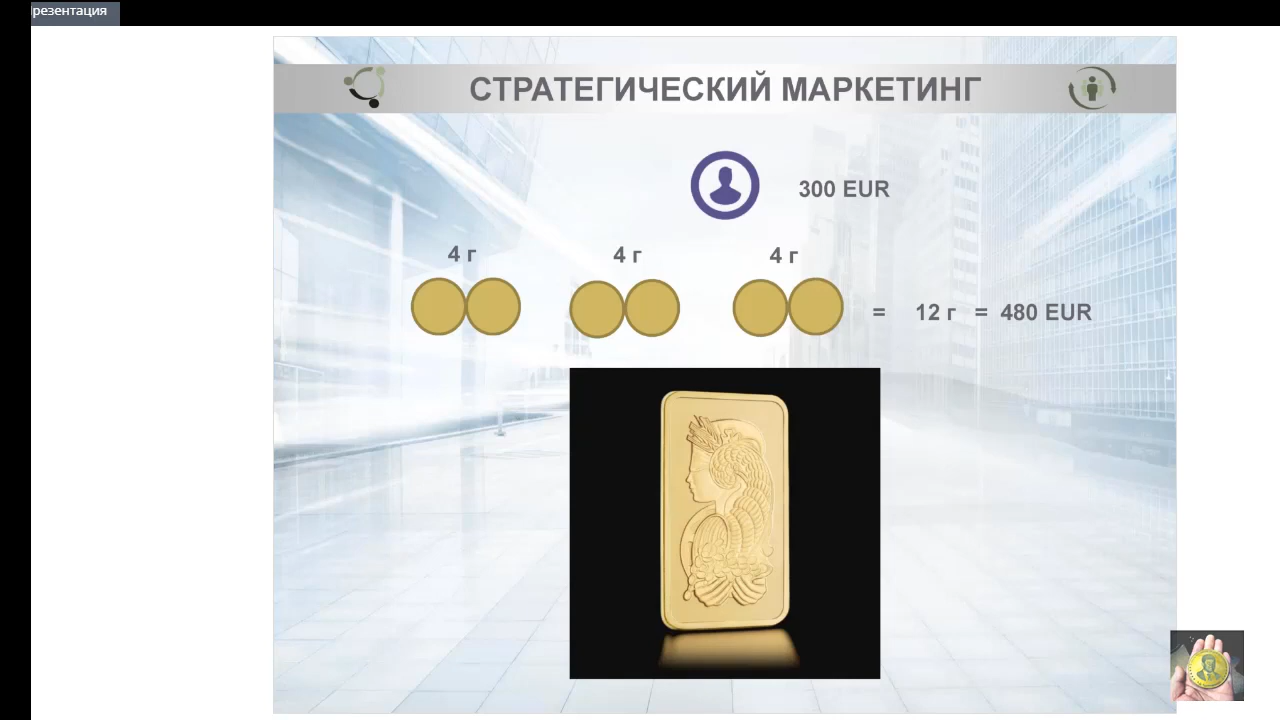 резентация
СТРАТЕГИЧЕСКИЙ МАРКЕТИНГ
300 EUR
4 г 4 г 4 г
= 12 г = 480 EUR